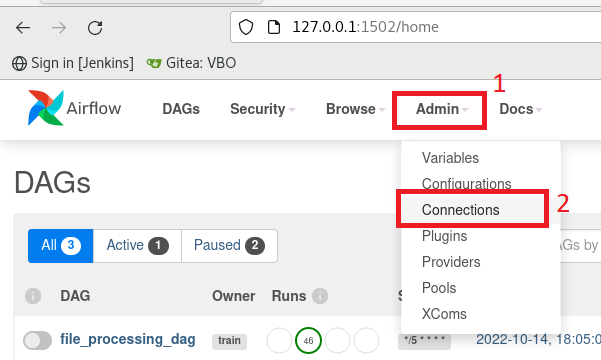 127.0.0.1:1502/home
Sign in [Jenkins] Gitea: VBO
1
Airflow DAGs Security Browse Admin Docs
Variables
Configurations
Connections 2
Plugins
Providers
Pools
XComs
DAGs
All 3 Active 1 Paused 2
AGs by
DAG Owner Runs S
file_processing_dag train 46 */5 * * * * 2022-10-14, 18:05:0